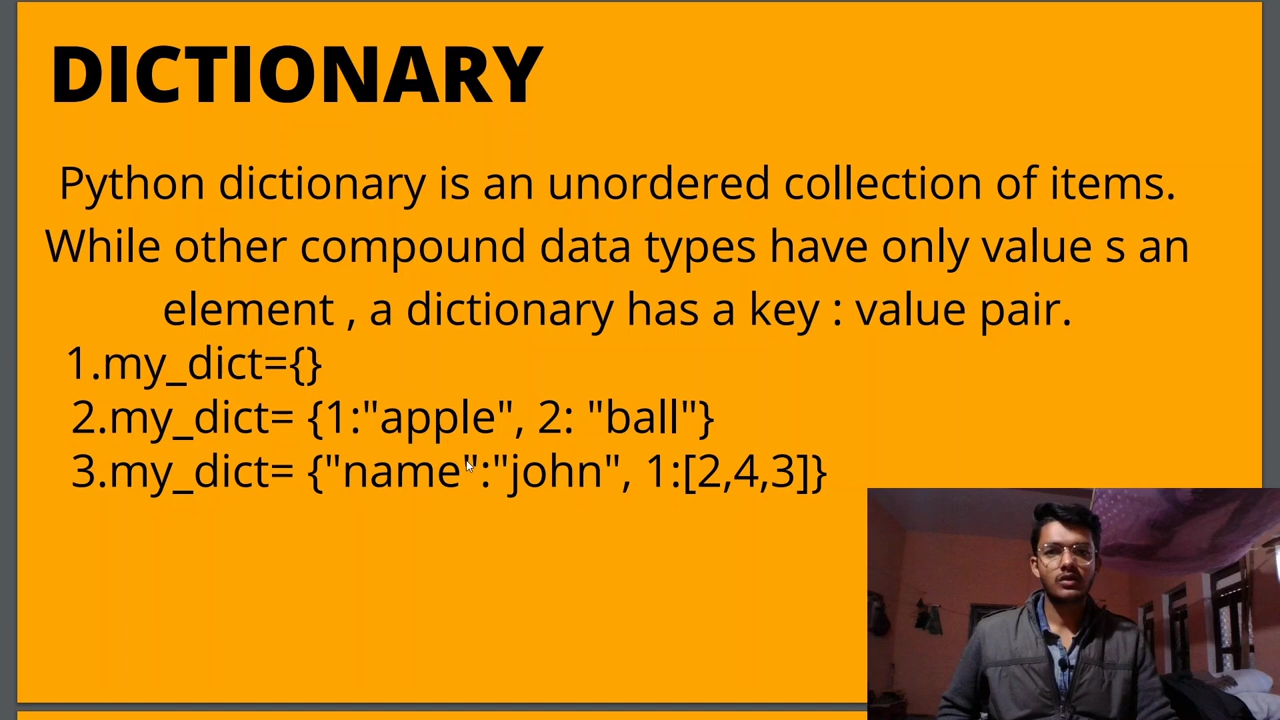 DICTIONARY
Python dictionary is an unordered collection of items.
While other compound data types have only value s an
element , a dictionary has a key : value pair.
1.my_dict={}
2.my_dict= {1:"apple", 2: "ball"}
3.my_dict= {"name":"john", 1:[2,4,3]}